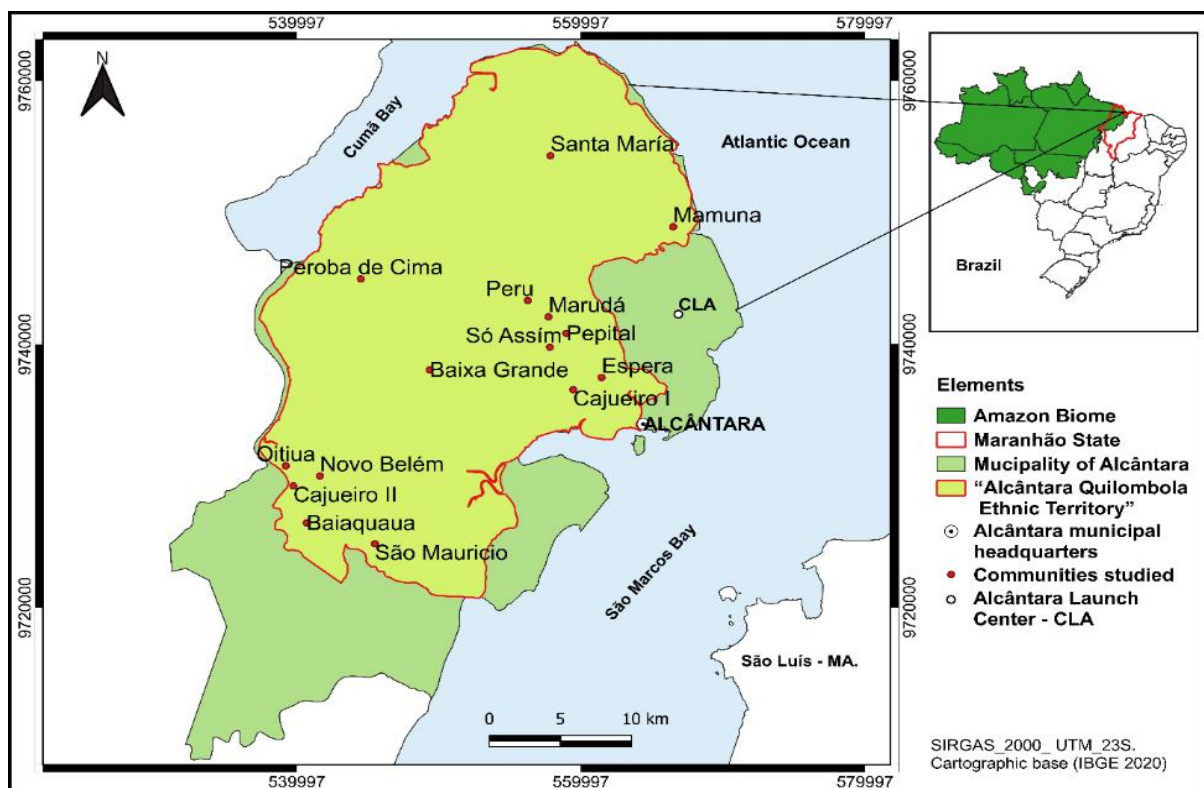 539997
559997
579997
9760000
9760000
N
Cumã Bay
Santa María
Atlantic Ocean
Mamuna
Peroba de Cima
Peru
Marudá
CLA
Só Assím
Pepital
9740000
9740000
Baixa Grande
Espera
Cajueiro I
ALCÂNTARA
Oitiua
Novo Belém
Cajueiro II
Baiaquaua
São Mauricio
São Marcos Bay
9720000
9720000
São Luís - MA.
0 5 10 km
539997
559997
579997
Brazil
Elements
Amazon Biome
Maranhão State
Mucipality of Alcântara
“Alcântara Quilombola
Ethnic Territory”
Alcântara municipal
headquarters
Communities studied
Alcântara Launch
Center - CLA
SIRGAS_2000_ UTM_23S.
Cartographic base (IBGE 2020)